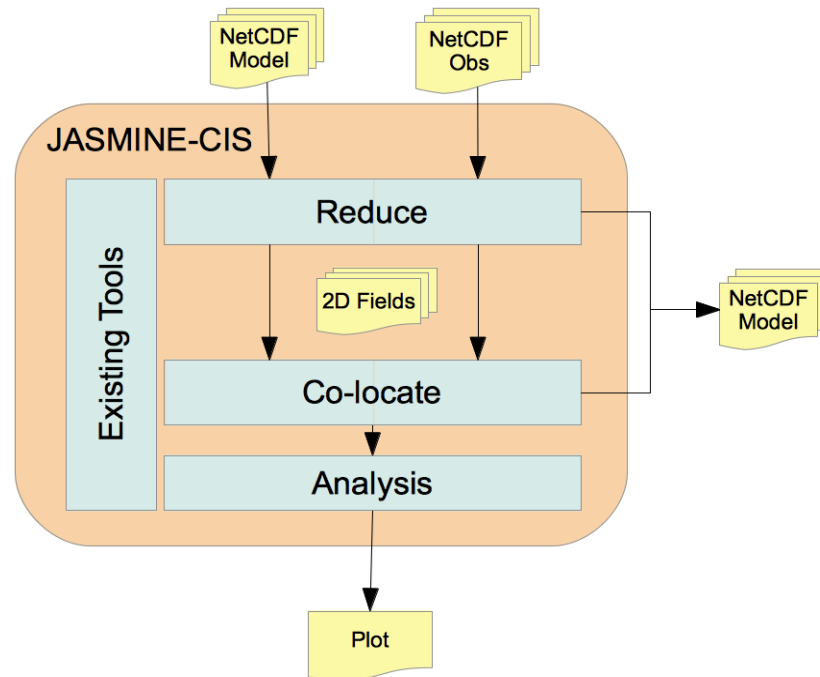 NetCDF
Model
NetCDF
Obs
JASMINE-CIS
Existing Tools
Reduce
2D Fields
NetCDF
Model
Co-locate
Analysis
Plot